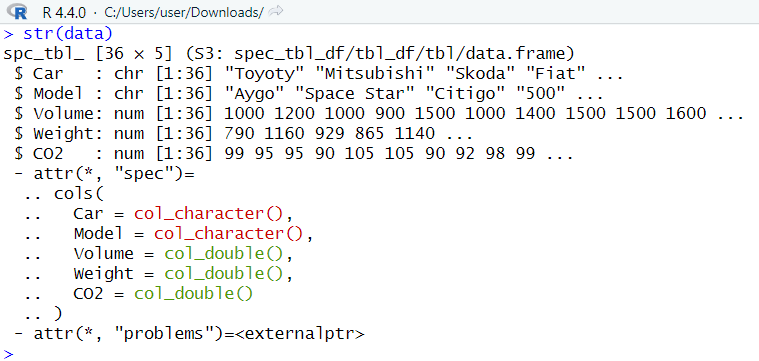 R R 4.4.0 · C:/Users/user/Downloads/
> str(data)
spc_tbl_ [36 × 5] (S3: spec_tbl_df/tbl_df/tbl/data.frame)
 $ Car   : chr [1:36] "Toyoty" "Mitsubishi" "Skoda" "Fiat" ...
 $ Model : chr [1:36] "Aygo" "Space Star" "Citigo" "500" ...
 $ Volume: num [1:36] 1000 1200 1000 900 1500 1000 1400 1500 1500 1600 ...
 $ Weight: num [1:36] 790 1160 929 865 1140 ...
 $ CO2   : num [1:36] 99 95 95 90 105 105 90 92 98 99 ...
 - attr(*, "spec")=
  .. cols(
  ..   Car = col_character(),
  ..   Model = col_character(),
  ..   Volume = col_double(),
  ..   Weight = col_double(),
  ..   CO2 = col_double()
  .. )
 - attr(*, "problems")=<externalptr>
>